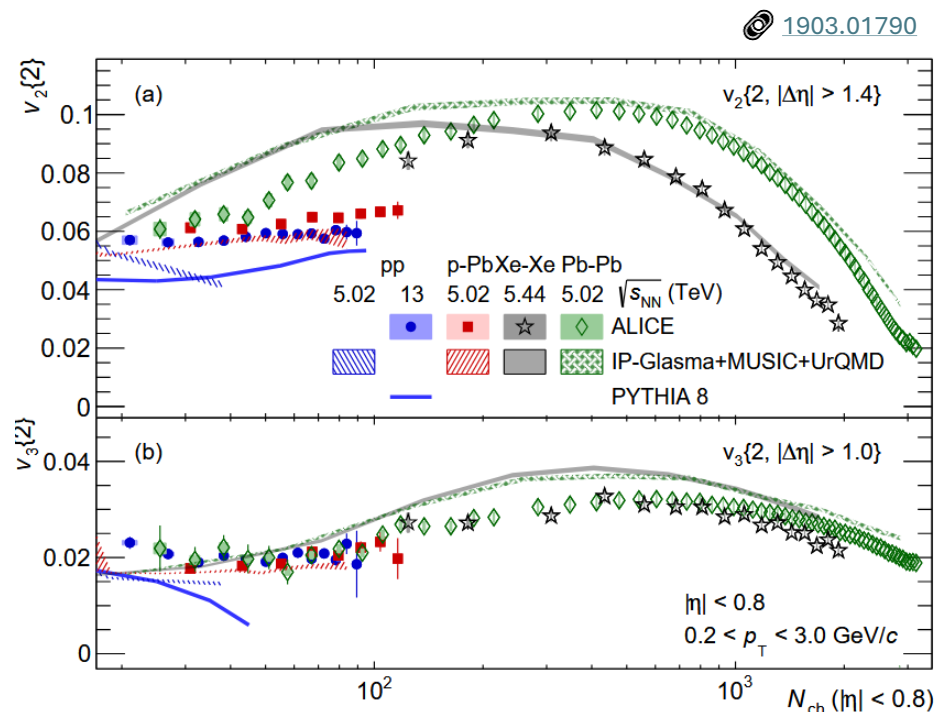 1903.01790
v₂{2}
(a)
v₂{2, |Δη| > 1.4}
0.1
0.08
0.06
0.04
0.02
0
pp p-Pb Xe-Xe Pb-Pb
5.02 13 5.02 5.44 5.02 √s_NN (TeV)
ALICE
IP-Glasma+MUSIC+UrQMD
PYTHIA 8
v₃{2}
(b)
v₃{2, |Δη| > 1.0}
0.04
0.02
0
|η| < 0.8
0.2 < p_T < 3.0 GeV/c
10² 10³
N_ch (|η| < 0.8)